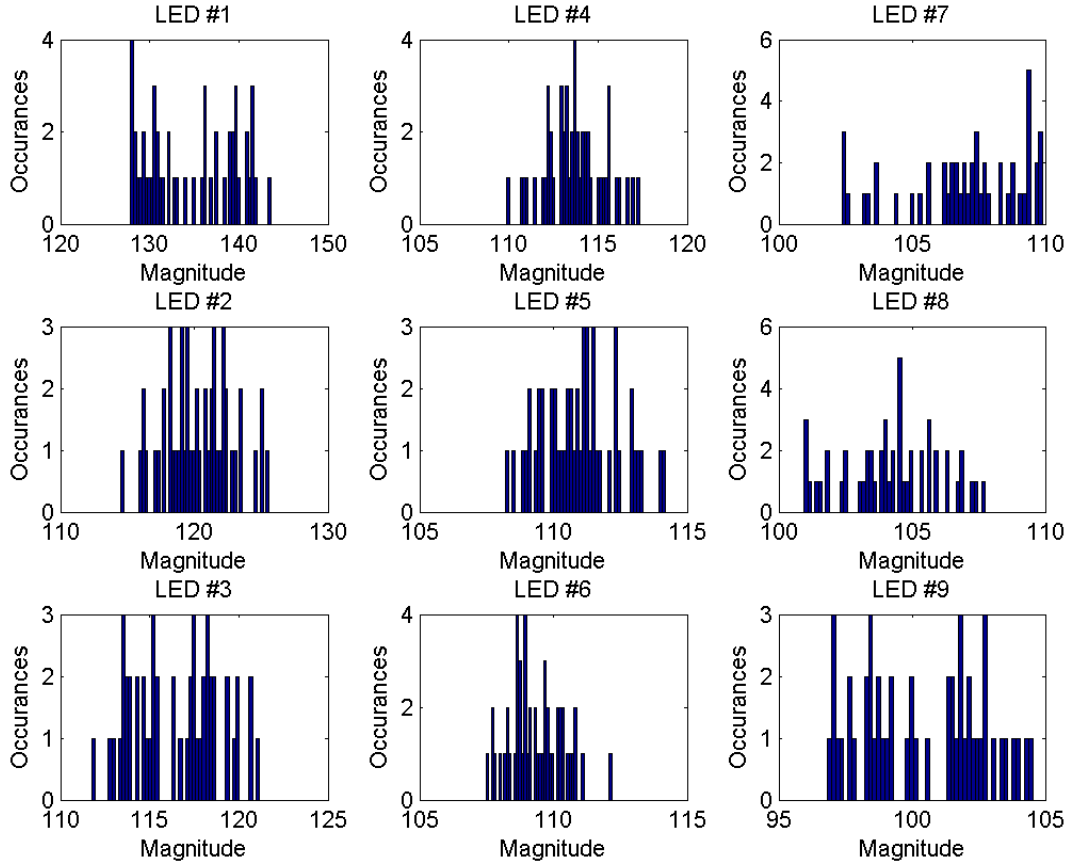 LED #1
4
2
0
Occurances
120 130 140 150
Magnitude
LED #4
4
2
0
Occurances
105 110 115 120
Magnitude
LED #7
6
4
2
0
Occurances
100 105 110
Magnitude
LED #2
3
2
1
0
Occurances
110 120 130
Magnitude
LED #5
3
2
1
0
Occurances
105 110 115
Magnitude
LED #8
6
4
2
0
Occurances
100 105 110
Magnitude
LED #3
3
2
1
0
Occurances
110 115 120 125
Magnitude
LED #6
4
2
0
Occurances
105 110 115
Magnitude
LED #9
3
2
1
0
Occurances
95 100 105
Magnitude